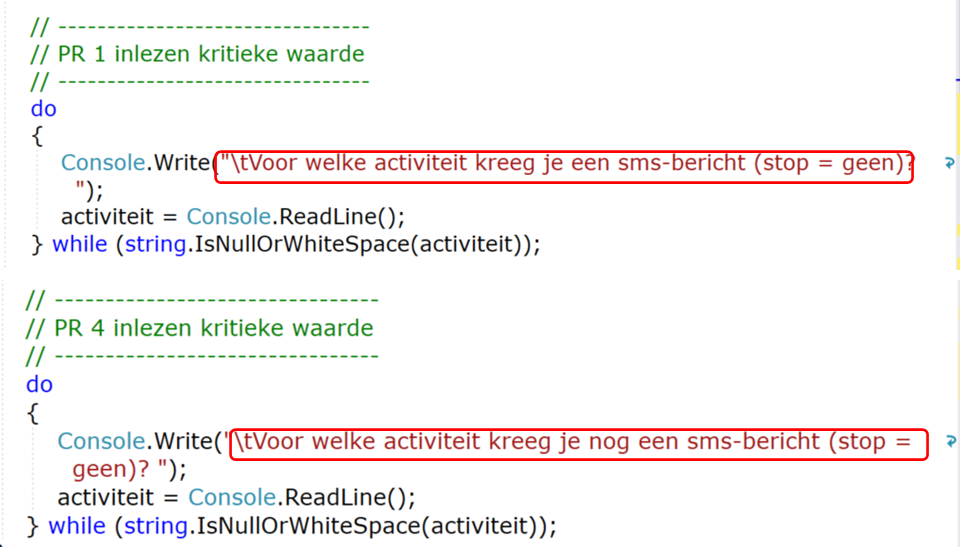 // --------------------------------
// PR 1 inlezen kritieke waarde
// --------------------------------
do
{
Console.Write("\tVoor welke activiteit kreeg je een sms-bericht (stop = geen)?
");
activiteit = Console.ReadLine();
} while (string.IsNullOrWhiteSpace(activiteit));
// ---------------------------------
// PR 4 inlezen kritieke waarde
// ---------------------------------
do
{
Console.Write("\tVoor welke activiteit kreeg je nog een sms-bericht (stop =
geen)? ");
activiteit = Console.ReadLine();
} while (string.IsNullOrWhiteSpace(activiteit));